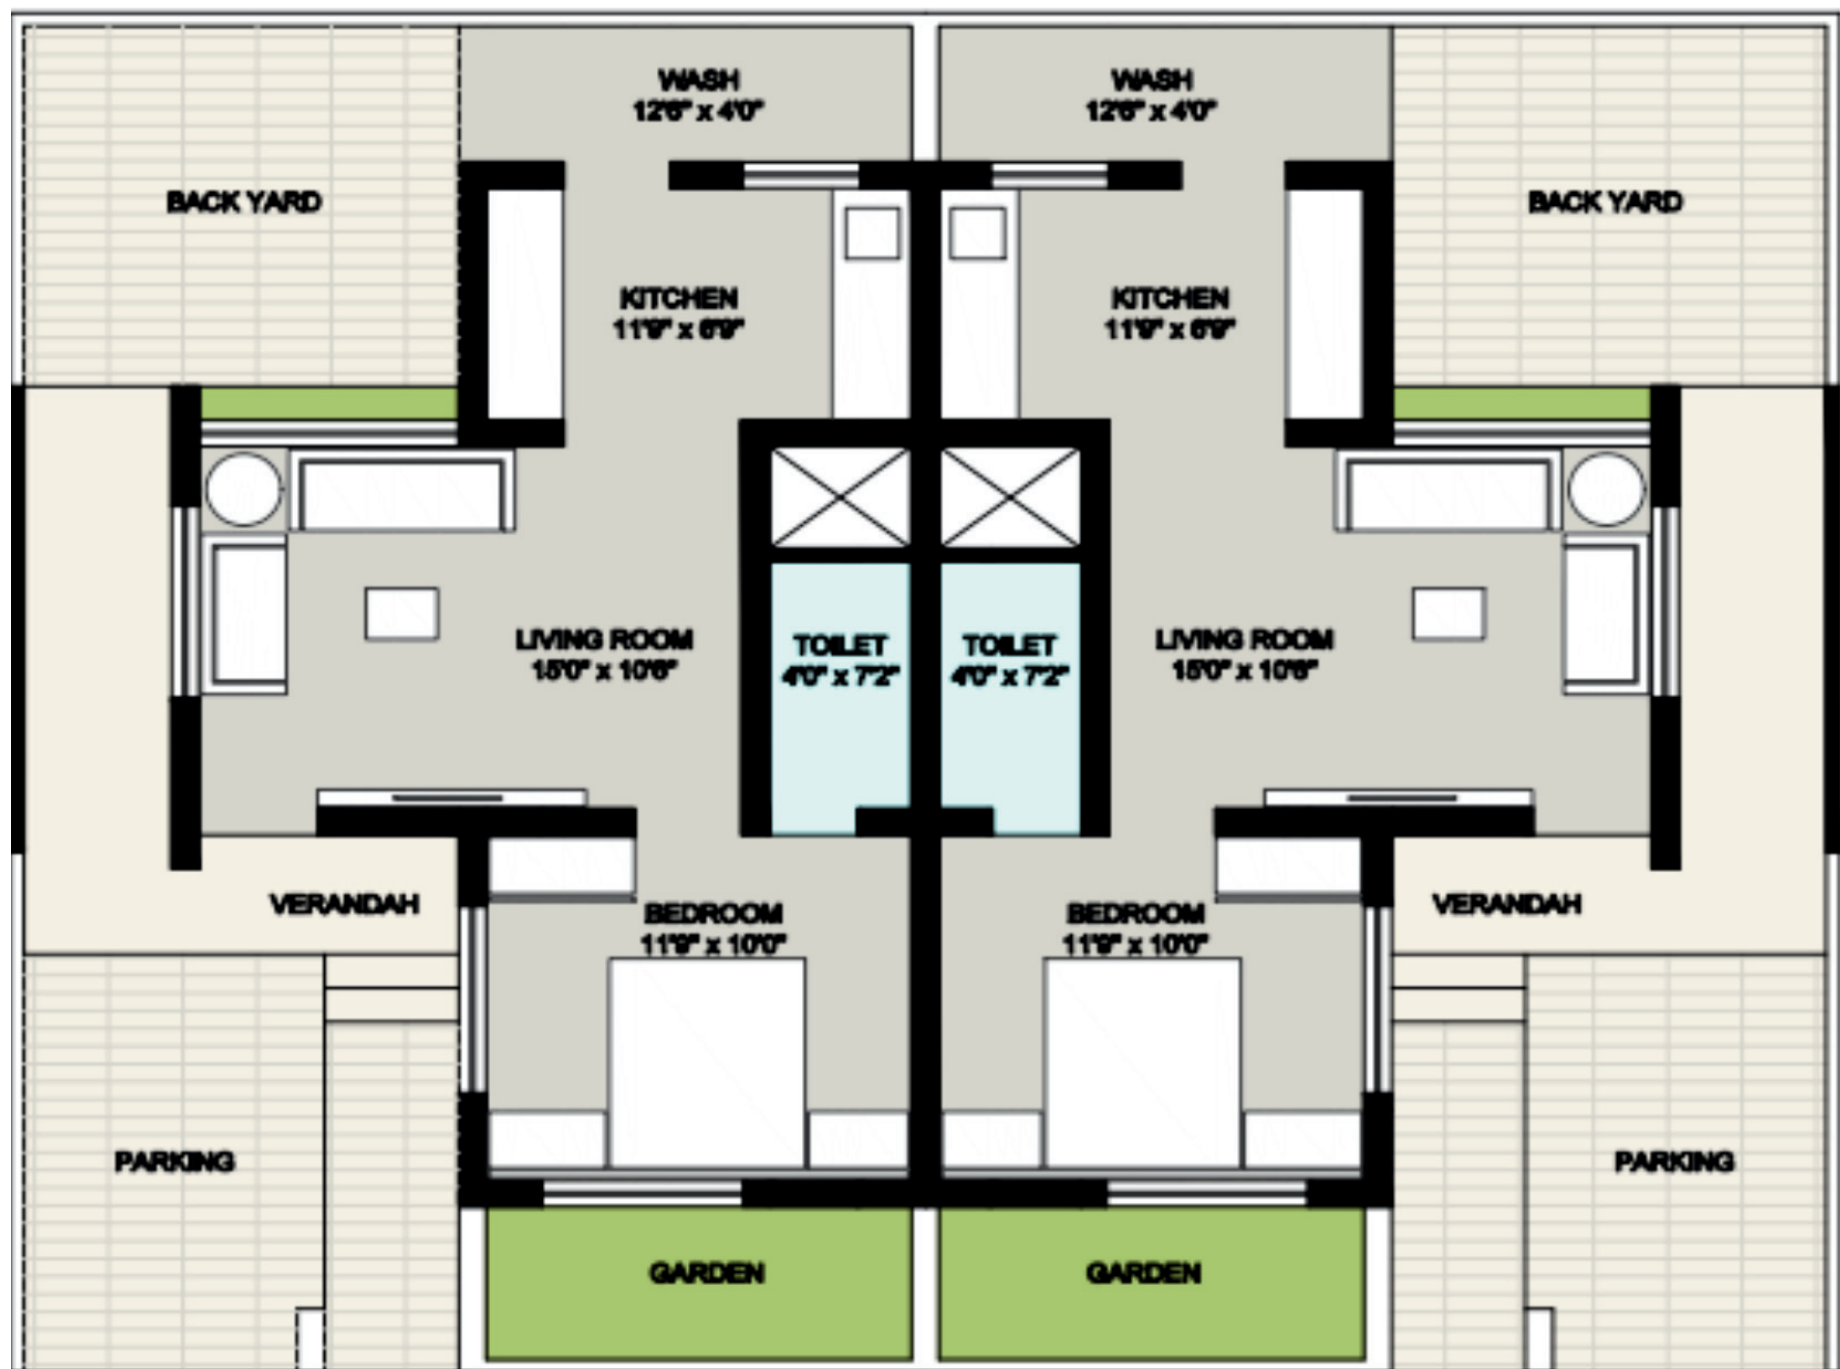 WASH
12'6" x 4'0"
WASH
12'6" x 4'0"
BACK YARD
BACK YARD
KITCHEN
11'9" x 6'9"
KITCHEN
11'9" x 6'9"
LIVING ROOM
15'0" x 10'6"
TOILET
4'0" x 7'2"
TOILET
4'0" x 7'2"
LIVING ROOM
15'0" x 10'6"
VERANDAH
BEDROOM
11'9" x 10'0"
BEDROOM
11'9" x 10'0"
VERANDAH
PARKING
PARKING
GARDEN
GARDEN